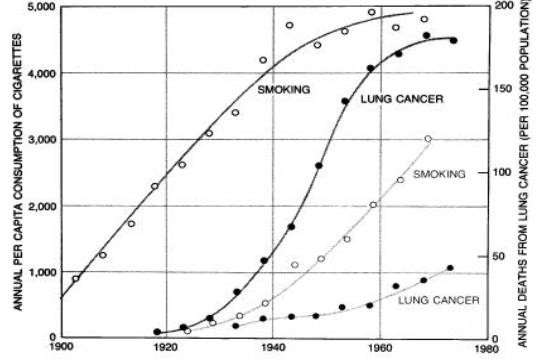 ANNUAL PER CAPITA CONSUMPTION OF CIGARETTES
5,000
4,000
3,000
2,000
1,000
0
SMOKING
LUNG CANCER
SMOKING
LUNG CANCER
200
150
100
50
0
ANNUAL DEATHS FROM LUNG CANCER (PER 100,000 POPULATION)
1900
1920
1940
1960
1980